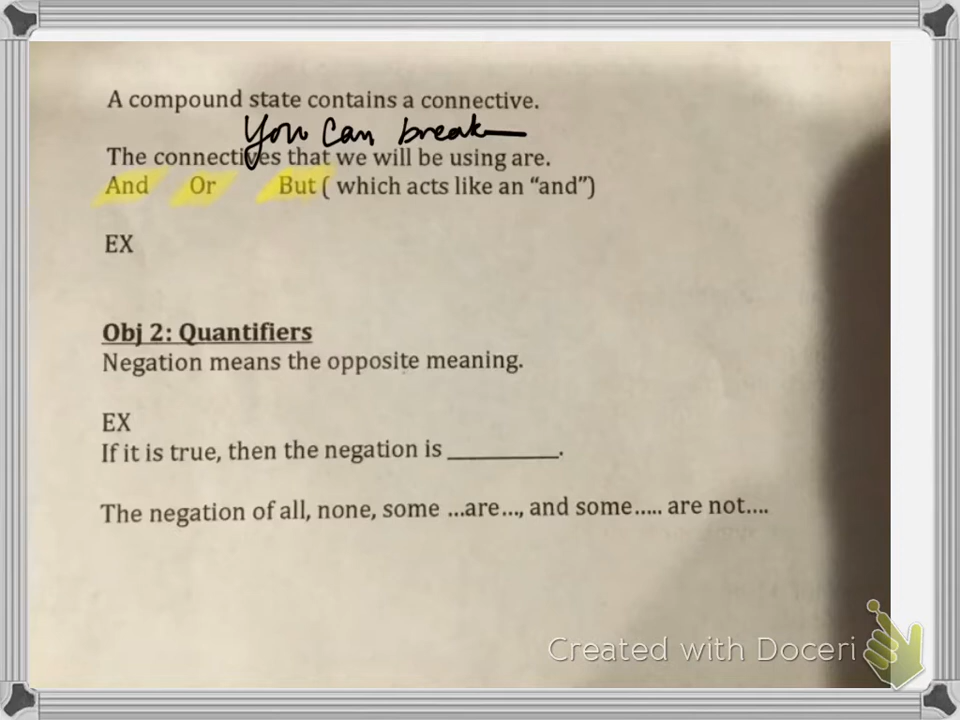 A compound state contains a connective.
You can break
The connectives that we will be using are.
And Or But ( which acts like an “and”)
EX
Obj 2: Quantifiers
Negation means the opposite meaning.
EX
If it is true, then the negation is __________.
The negation of all, none, some ...are..., and some..... are not....
Created with Doceri